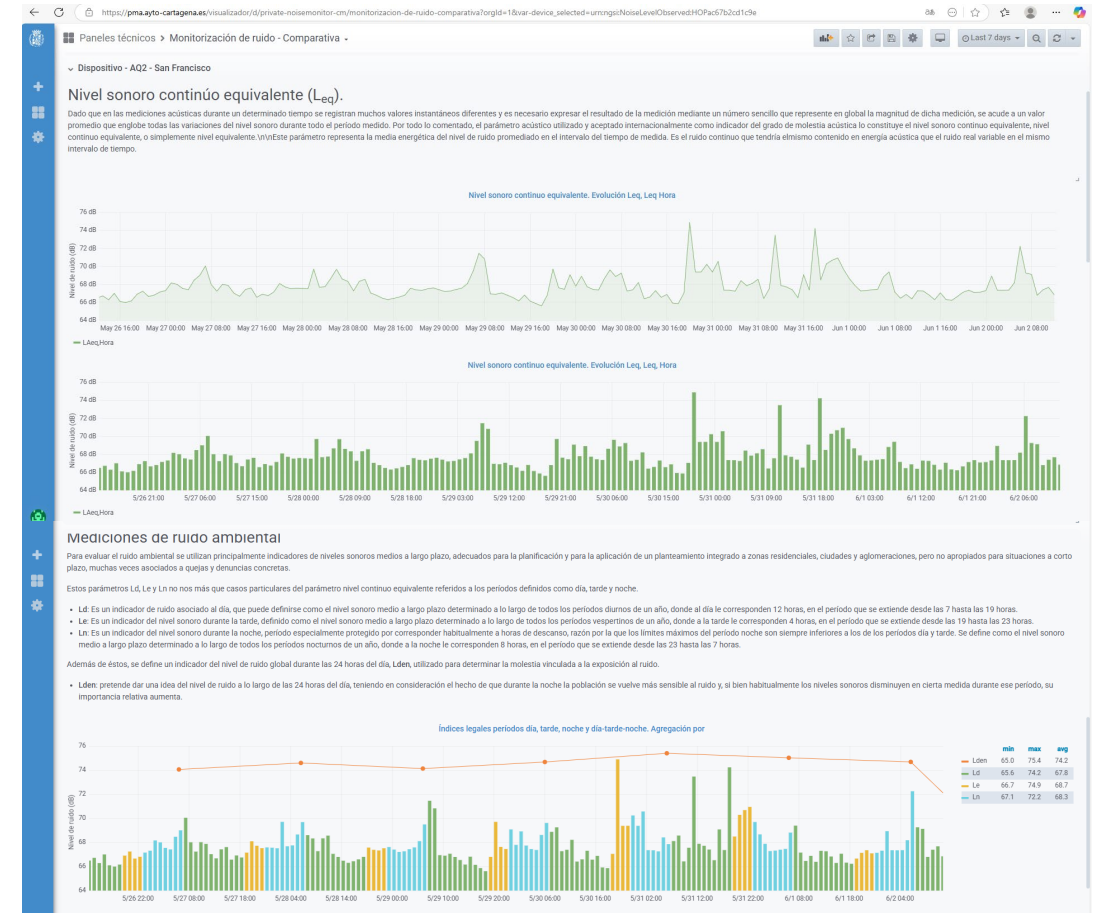 https://pma.ayto-cartagena.es/visualizador/d/private-noisemonitor-cm/monitorizacion-de-ruido-comparativa?orgId=1&var-device_selected=urn:ngsi:NoiseLevelObserved:HOPac67b2cd1c9e
Paneles técnicos > Monitorización de ruido - Comparativa
Last 7 days
Dispositivo - AQ2 - San Francisco
Nivel sonoro continúo equivalente (Leq).
Dado que en las mediciones acústicas durante un determinado tiempo se registran muchos valores instantáneos diferentes y es necesario expresar el resultado de la medición mediante un número sencillo que represente en global la magnitud de dicha medición, se acude a un valor
promedio que englobe todas las variaciones del nivel sonoro durante todo el período medido. Por todo lo comentado, el parámetro acústico utilizado y aceptado internacionalmente como indicador del grado de molestia acústica lo constituye el nivel sonoro continuo equivalente, nivel
continuo equivalente, o simplemente nivel equivalente.\n\nEste parámetro representa la media energética del nivel de ruido promediado en el intervalo del tiempo de medida. Es el ruido continuo que tendría elmismo contenido en energía acústica que el ruido real variable en el mismo
intervalo de tiempo.
Nivel sonoro continuo equivalente. Evolución Leq, Leq Hora
Nivel de ruido (dB)
76 dB
74 dB
72 dB
70 dB
68 dB
66 dB
64 dB
May 26 16:00 May 27 00:00 May 27 08:00 May 27 16:00 May 28 00:00 May 28 08:00 May 28 16:00 May 29 00:00 May 29 08:00 May 29 16:00 May 30 00:00 May 30 08:00 May 30 16:00 May 31 00:00 May 31 08:00 May 31 16:00 Jun 1 00:00 Jun 1 08:00 Jun 1 16:00 Jun 2 00:00 Jun 2 08:00
LAeq,Hora
Nivel sonoro continuo equivalente. Evolución Leq, Leq, Hora
Nivel de ruido (dB)
76 dB
74 dB
72 dB
70 dB
68 dB
66 dB
64 dB
5/26 21:00 5/27 06:00 5/27 15:00 5/28 00:00 5/28 09:00 5/28 18:00 5/29 03:00 5/29 12:00 5/29 21:00 5/30 06:00 5/30 15:00 5/31 00:00 5/31 09:00 5/31 18:00 6/1 03:00 6/1 12:00 6/1 21:00 6/2 06:00
LAeq,Hora
Mediciones de ruido ambiental
Para evaluar el ruido ambiental se utilizan principalmente indicadores de niveles sonoros medios a largo plazo, adecuados para la planificación y para la aplicación de un planteamiento integrado a zonas residenciales, ciudades y aglomeraciones, pero no apropiados para situaciones a corto
plazo, muchas veces asociados a quejas y denuncias concretas.
Estos parámetros Ld, Le y Ln no nos más que casos particulares del parámetro nivel continuo equivalente referidos a los períodos definidos como día, tarde y noche.
• Ld: Es un indicador de ruido asociado al día, que puede definirse como el nivel sonoro medio a largo plazo determinado a lo largo de todos los períodos diurnos de un año, donde al día le corresponden 12 horas, en el período que se extiende desde las 7 hasta las 19 horas.
• Le: Es un indicador del nivel sonoro durante la tarde, definido como el nivel sonoro medio a largo plazo determinado a lo largo de todos los períodos vespertinos de un año, donde a la tarde le corresponden 4 horas, en el período que se extiende desde las 19 hasta las 23 horas.
• Ln: Es un indicador del nivel sonoro durante la noche, período especialmente protegido por corresponder habitualmente a horas de descanso, razón por la que los límites máximos del período noche son siempre inferiores a los de los períodos día y tarde. Se define como el nivel sonoro
medio a largo plazo determinado a lo largo de todos los períodos nocturnos de un año, donde a la noche le corresponden 8 horas, en el período que se extiende desde las 23 hasta las 7 horas.
Además de éstos, se define un indicador del nivel de ruido global durante las 24 horas del día, Lden, utilizado para determinar la molestia vinculada a la exposición al ruido.
• Lden: pretende dar una idea del nivel de ruido a lo largo de las 24 horas del día, teniendo en consideración el hecho de que durante la noche la población se vuelve más sensible al ruido y, si bien habitualmente los niveles sonoros disminuyen en cierta medida durante ese período, su
importancia relativa aumenta.
Índices legales períodos día, tarde, noche y día-tarde-noche. Agregación por
Nivel de ruido (dB)
76
74
72
70
68
66
64
5/26 22:00 5/27 08:00 5/27 18:00 5/28 04:00 5/28 14:00 5/29 00:00 5/29 10:00 5/29 20:00 5/30 06:00 5/30 16:00 5/31 02:00 5/31 12:00 5/31 22:00 6/1 08:00 6/1 18:00 6/2 04:00
min max avg
Lden 65.0 75.4 74.2
Ld 65.6 74.2 67.8
Le 66.7 74.9 68.7
Ln 67.1 72.2 68.3